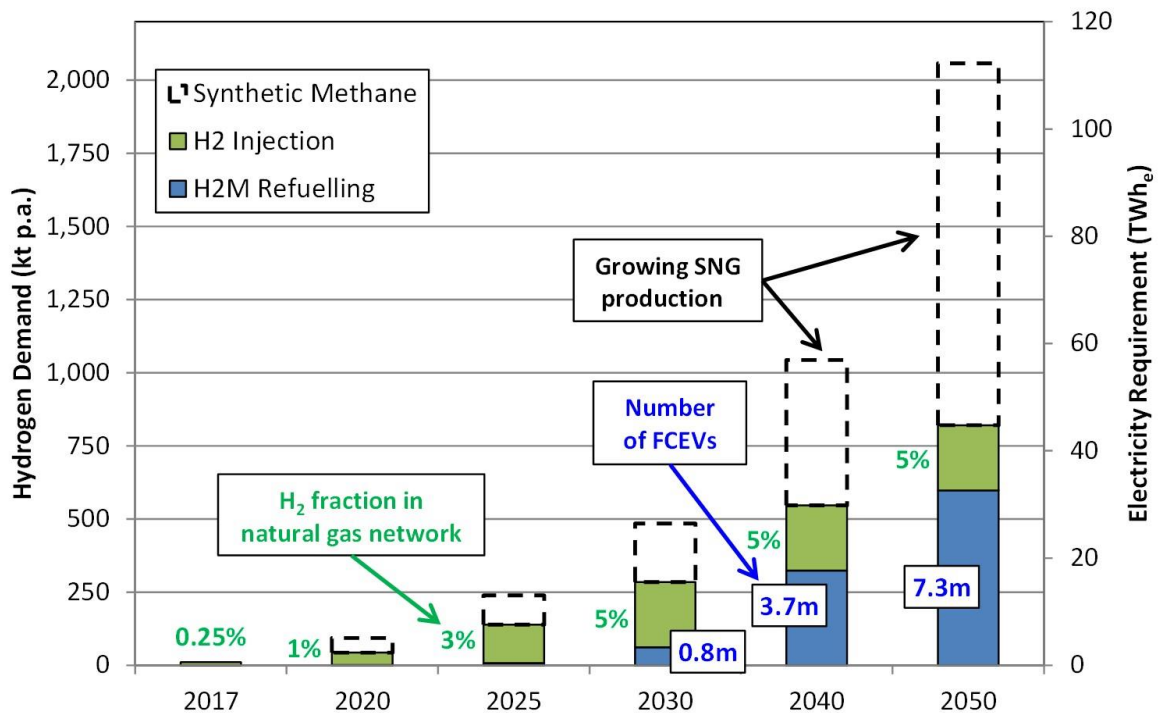 Hydrogen Demand (kt p.a.)
2,000
1,750
1,500
1,250
1,000
750
500
250
0
Synthetic Methane
H2 Injection
H2M Refuelling
Growing SNG
production
Number
of FCEVs
H₂ fraction in
natural gas network
0.25%
1%
3%
5%
0.8m
5%
3.7m
5%
7.3m
2017
2020
2025
2030
2040
2050
120
100
80
60
40
20
0
Electricity Requirement (TWhₑ)